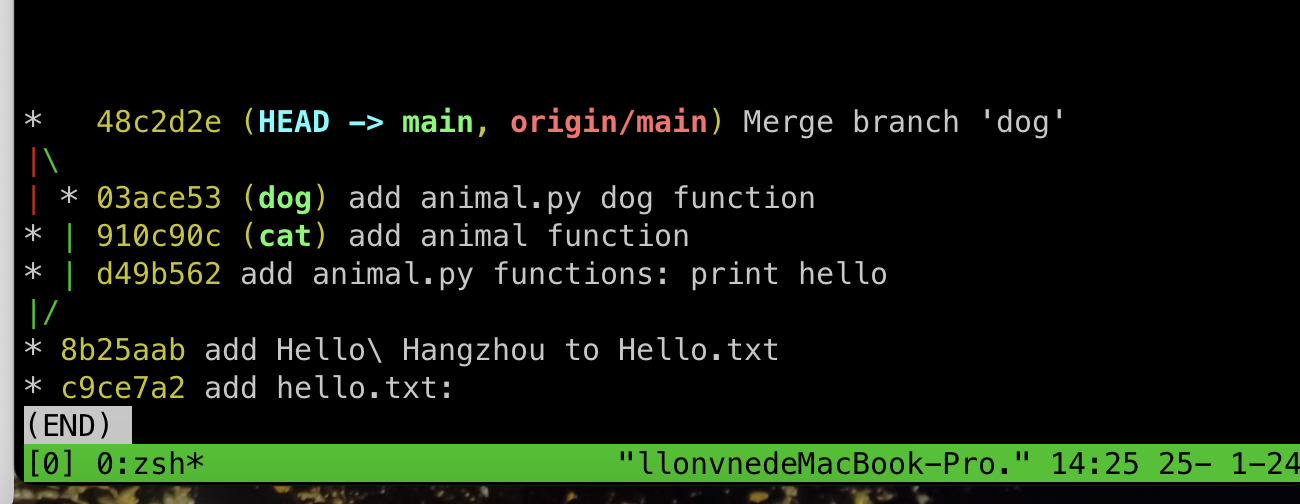 *   48c2d2e (HEAD -> main, origin/main) Merge branch 'dog'
|\
| * 03ace53 (dog) add animal.py dog function
* | 910c90c (cat) add animal function
* | d49b562 add animal.py functions: print hello
|/
* 8b25aab add Hello\ Hangzhou to Hello.txt
* c9ce7a2 add hello.txt:
(END)
[0] 0:zsh* "llonvnedeMacBook-Pro." 14:25 25- 1-24